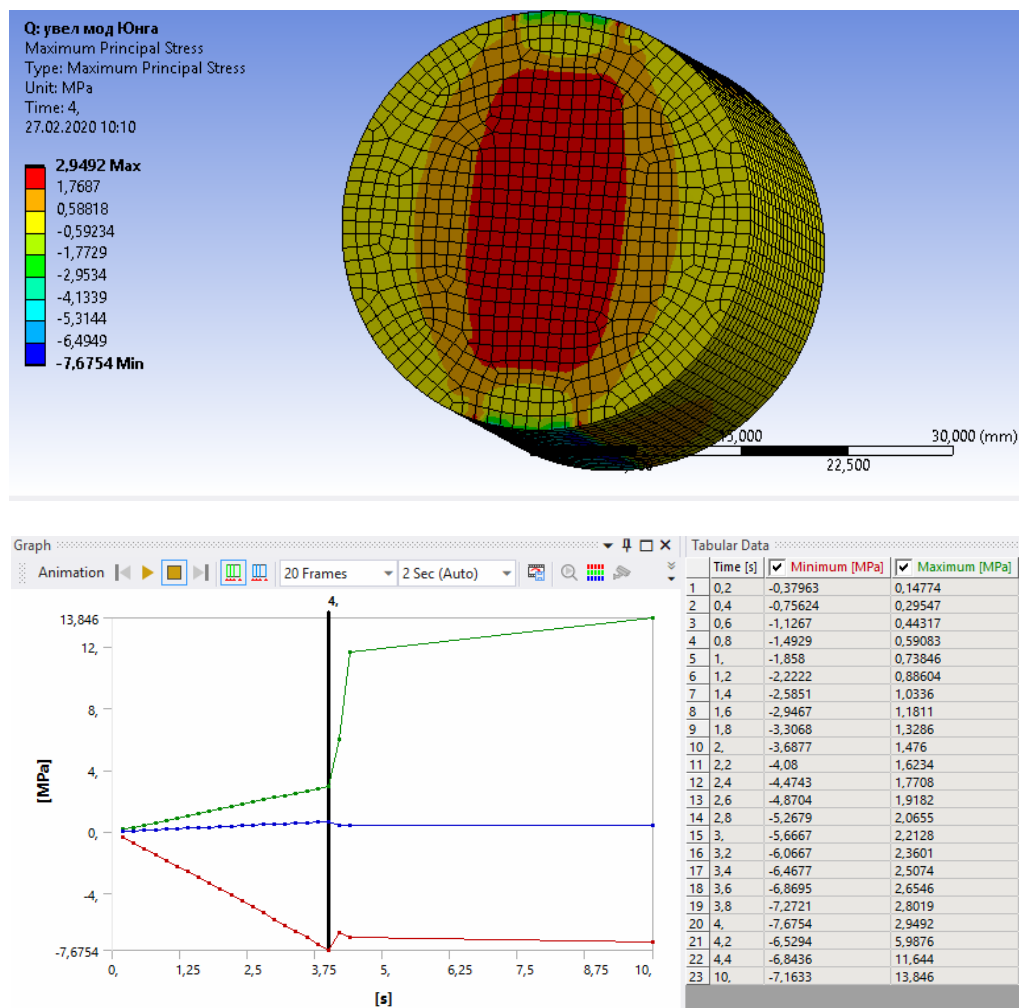 Q: увел мод Юнга
Maximum Principal Stress
Type: Maximum Principal Stress
Unit: MPa
Time: 4,
27.02.2020 10:10
2,9492 Max
1,7687
0,58818
-0,59234
-1,7729
-2,9534
-4,1339
-5,3144
-6,4949
-7,6754 Min
30,000 (mm)
22,500
Graph
Animation 20 Frames 2 Sec (Auto)
4,
13,846
12,
8,
4,
0,
-4,
-7,6754
[MPa]
0, 1,25 2,5 3,75 5, 6,25 7,5 8,75 10,
[s]
Tabular Data
Time [s] Minimum [MPa] Maximum [MPa]
1 0,2 -0,37963 0,14774
2 0,4 -0,75624 0,29547
3 0,6 -1,1267 0,44317
4 0,8 -1,4929 0,59083
5 1, -1,858 0,73846
6 1,2 -2,2222 0,88604
7 1,4 -2,5851 1,0336
8 1,6 -2,9467 1,1811
9 1,8 -3,3068 1,3286
10 2, -3,6877 1,476
11 2,2 -4,08 1,6234
12 2,4 -4,4743 1,7708
13 2,6 -4,8704 1,9182
14 2,8 -5,2679 2,0655
15 3, -5,6667 2,2128
16 3,2 -6,0667 2,3601
17 3,4 -6,4677 2,5074
18 3,6 -6,8695 2,6546
19 3,8 -7,2721 2,8019
20 4, -7,6754 2,9492
21 4,2 -6,5294 5,9876
22 4,4 -6,8436 11,644
23 10, -7,1633 13,846